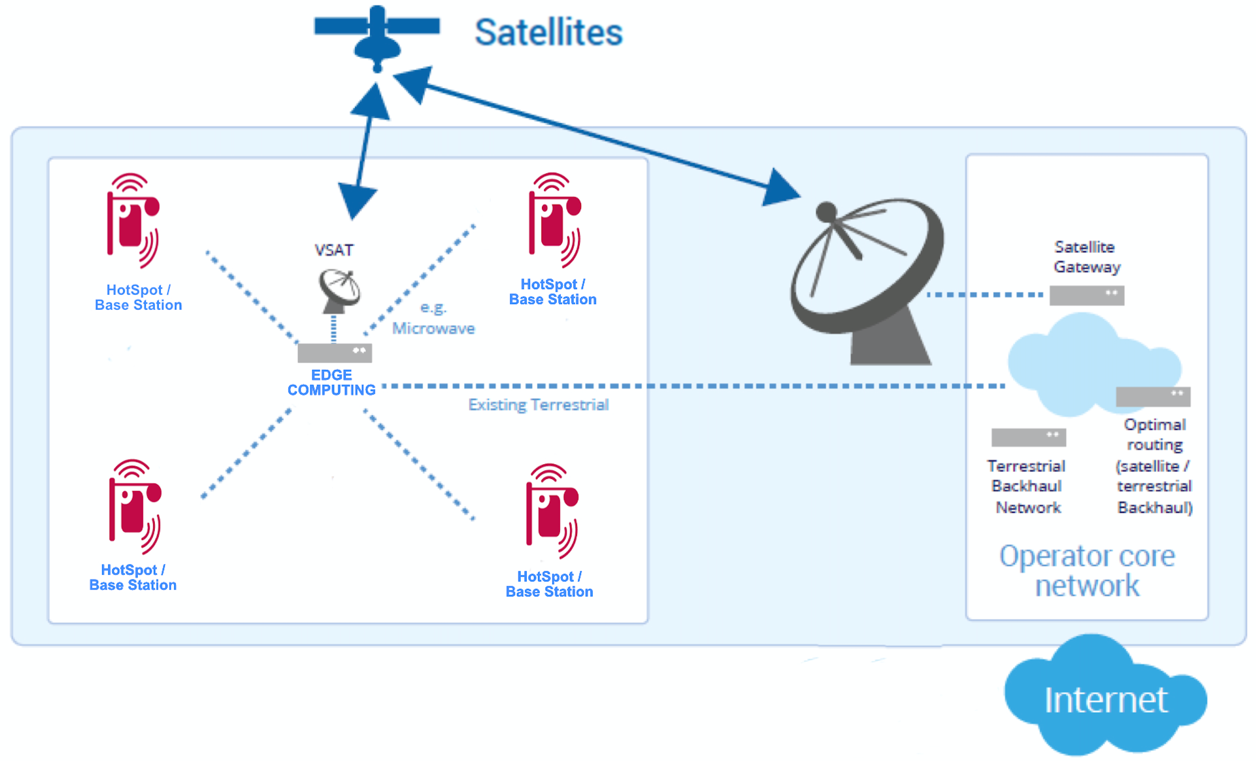 Satellites
HotSpot /
Base Station
HotSpot /
Base Station
VSAT
e.g.
Microwave
EDGE
COMPUTING
Existing Terrestrial
HotSpot /
Base Station
HotSpot /
Base Station
Satellite
Gateway
Terrestrial
Backhaul
Network
Optimal
routing
(satellite /
terrestrial
Backhaul)
Operator core
network
Internet